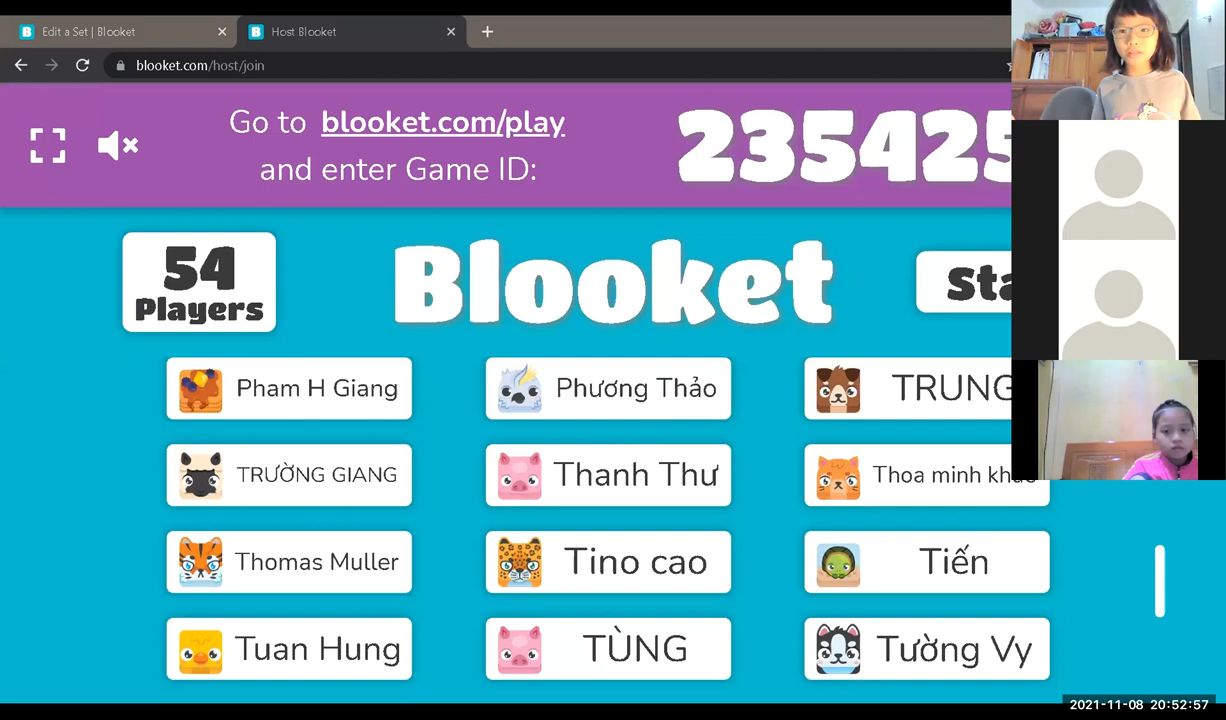 Edit a Set | Blooket
Host Blooket
blooket.com/host/join
Go to blooket.com/play
and enter Game ID:
235425
54
Players
Blooket
Pham H Giang
Phương Thảo
TRUNG
TRƯỜNG GIANG
Thanh Thư
Thoa minh
Thomas Muller
Tino cao
Tiến
Tuan Hung
TÙNG
Tường Vy
2021-11-08 20:52:57